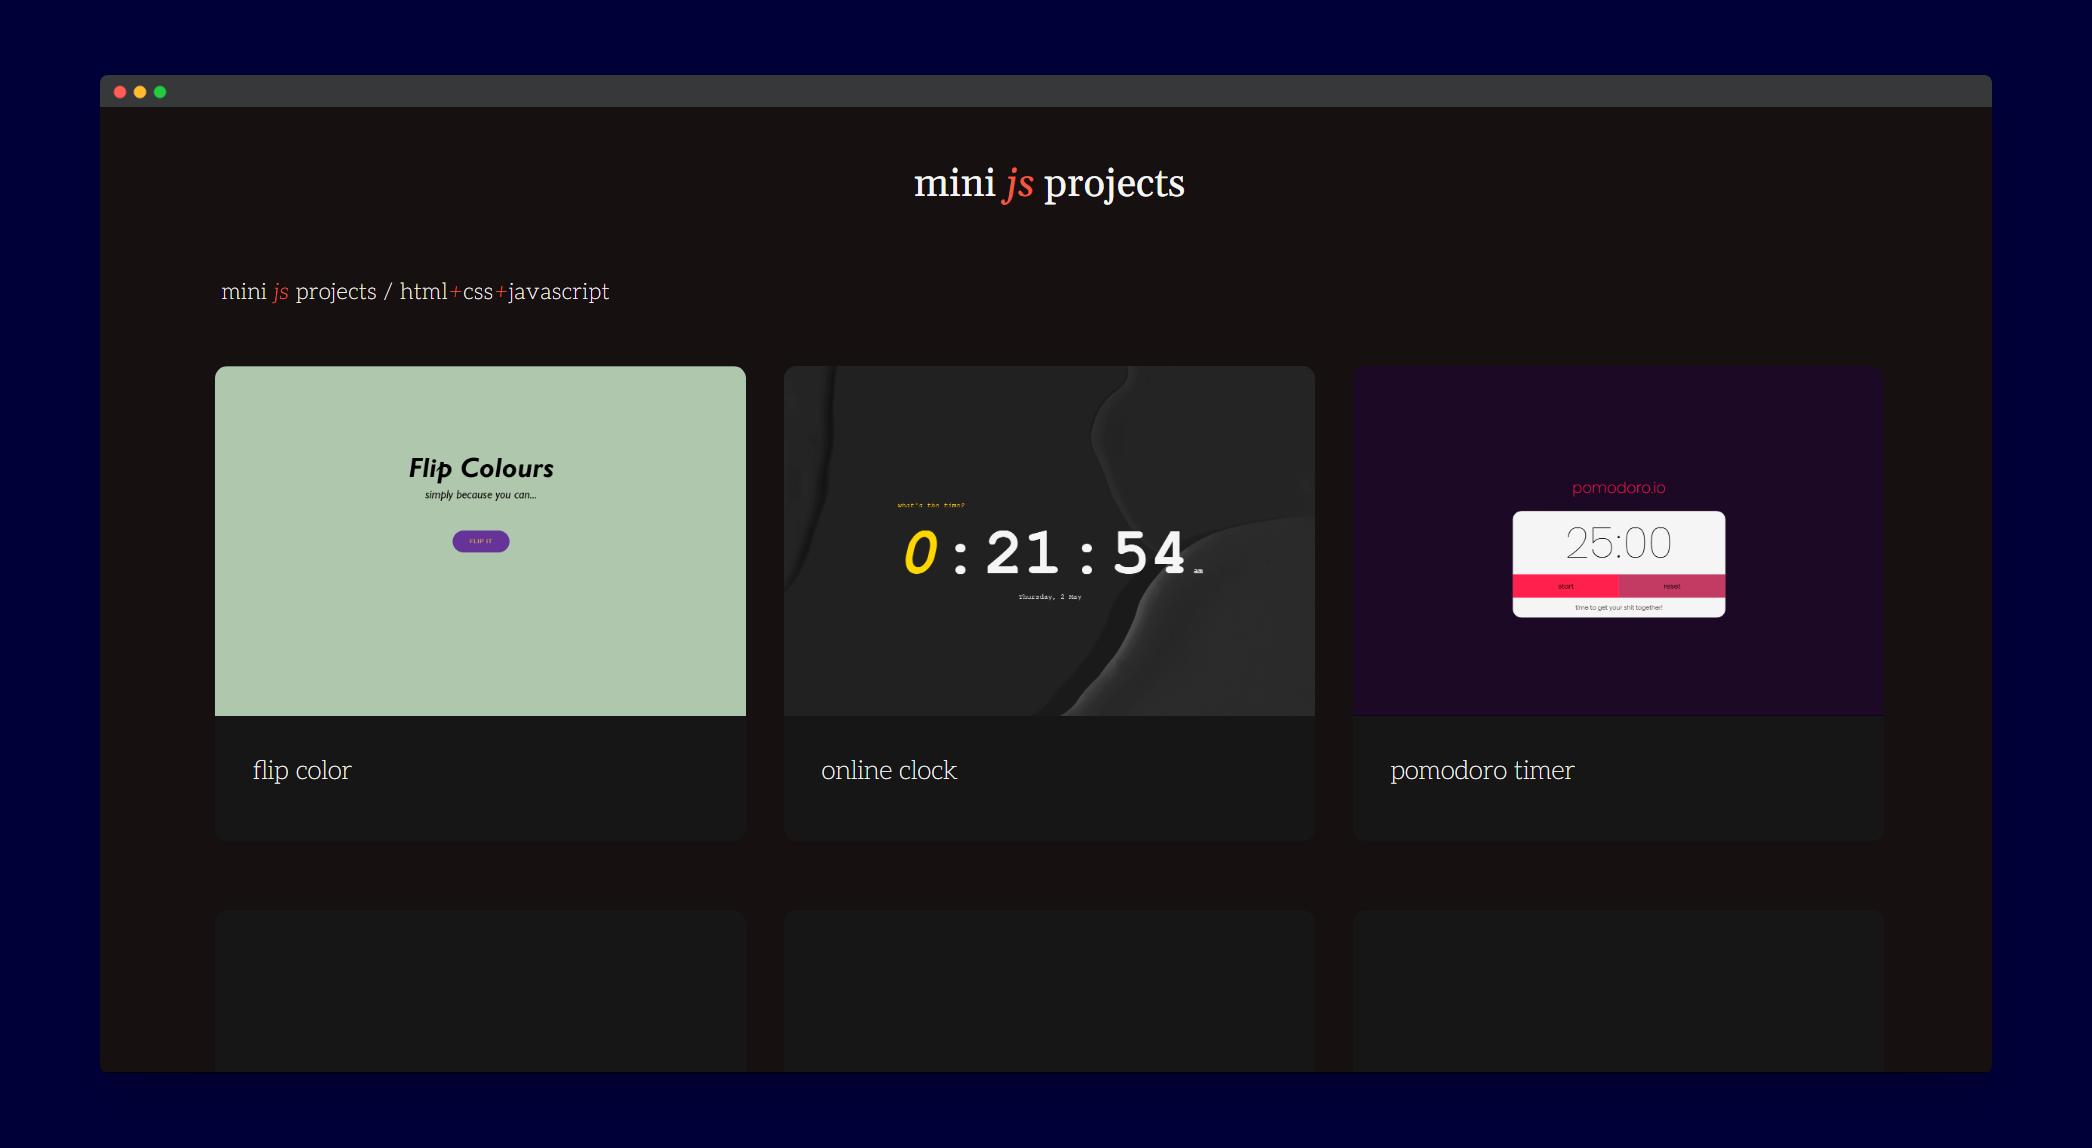 mini js projects
mini js projects / html+css+javascript
Flip Colours
simply because you can...
FLIP IT
what's the time?
0:21:54 am
Thursday, 2 May
pomodoro.io
25:00
start reset
time to get your shit together!
flip color
online clock
pomodoro timer